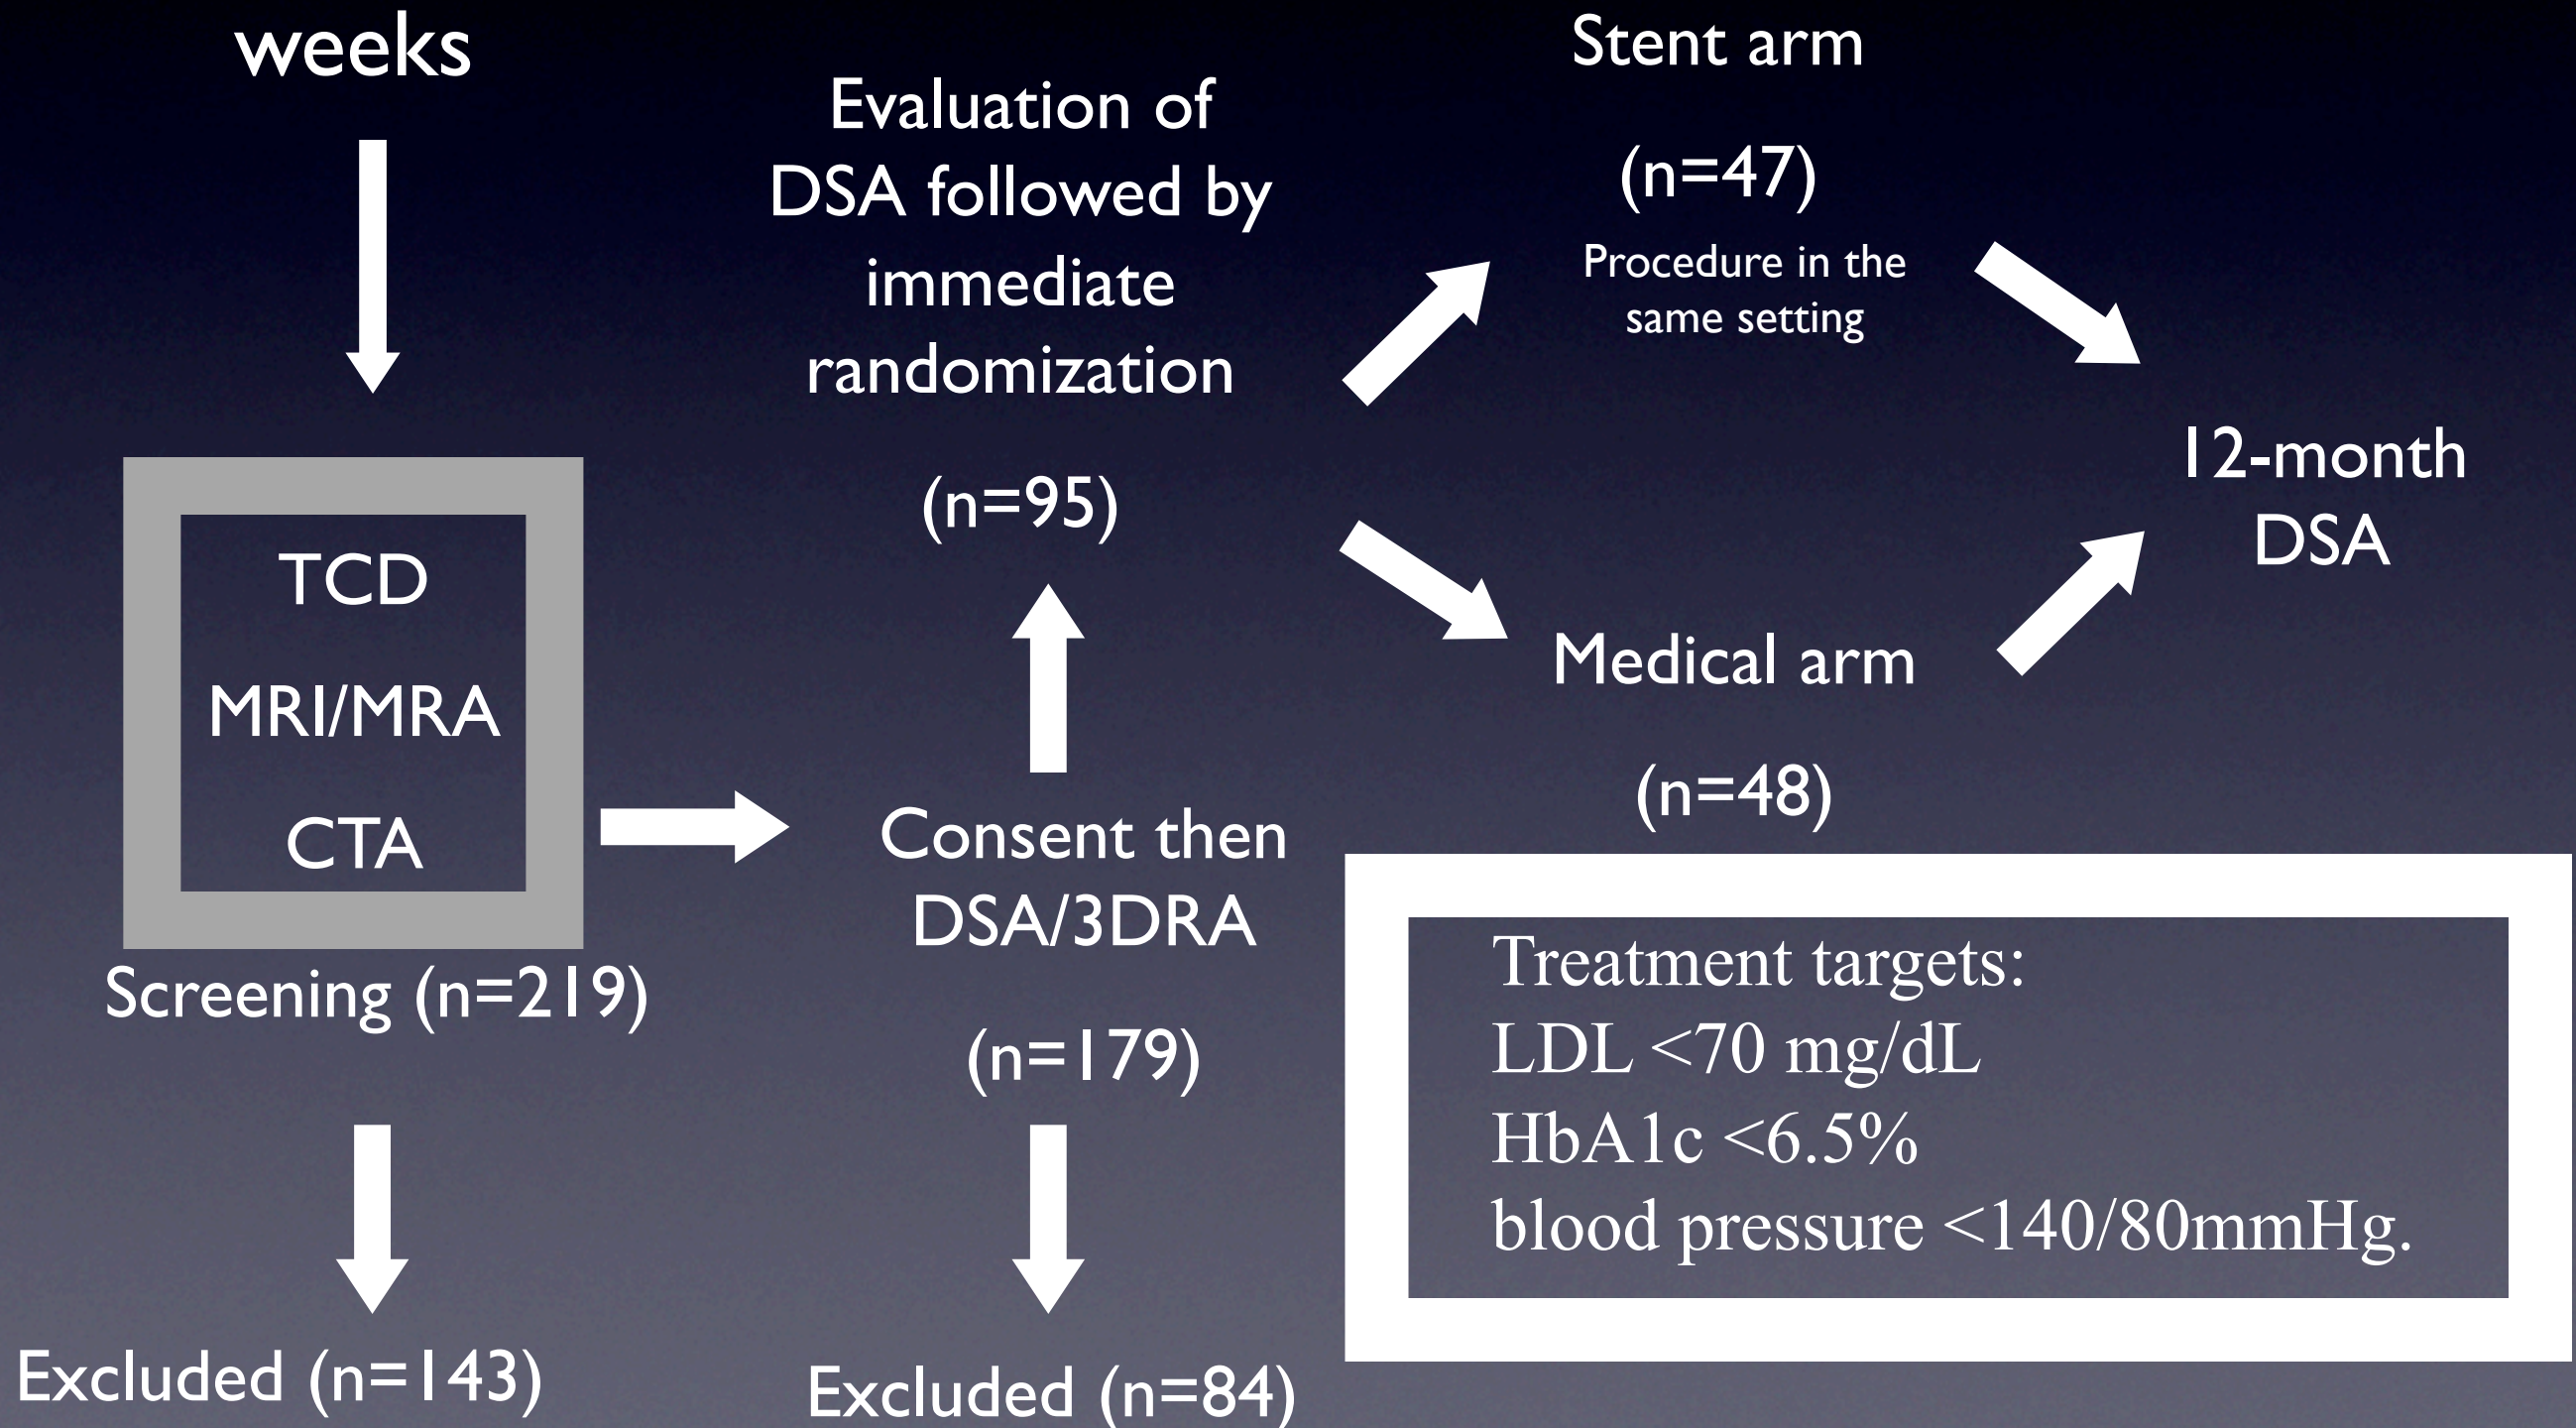 weeks
TCD
MRI/MRA
CTA
Screening (n=219)
Excluded (n=143)
Evaluation of
DSA followed by
immediate
randomization
(n=95)
Consent then
DSA/3DRA
(n=179)
Excluded (n=84)
Stent arm
(n=47)
Procedure in the
same setting
Medical arm
(n=48)
12-month
DSA
Treatment targets:
LDL <70 mg/dL
HbA1c <6.5%
blood pressure <140/80mmHg.